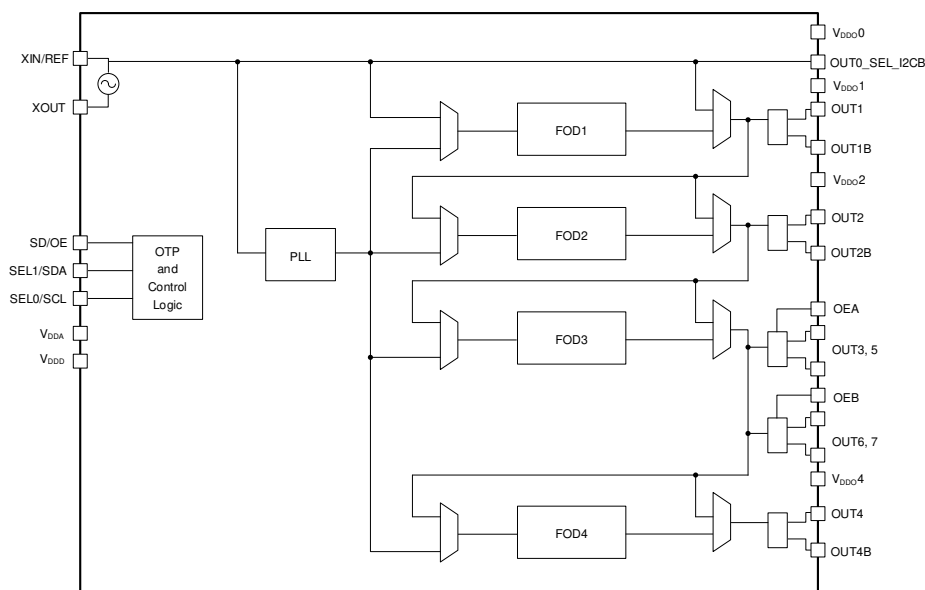 XIN/REF
XOUT
SD/OE
SEL1/SDA
SEL0/SCL
VDDA
VDDD
OTP
and
Control
Logic
PLL
FOD1
FOD2
FOD3
FOD4
VDDO0
OUT0_SEL_I2CB
VDDO1
OUT1
OUT1B
VDDO2
OUT2
OUT2B
OEA
OUT3, 5
OEB
OUT6, 7
VDDO4
OUT4
OUT4B